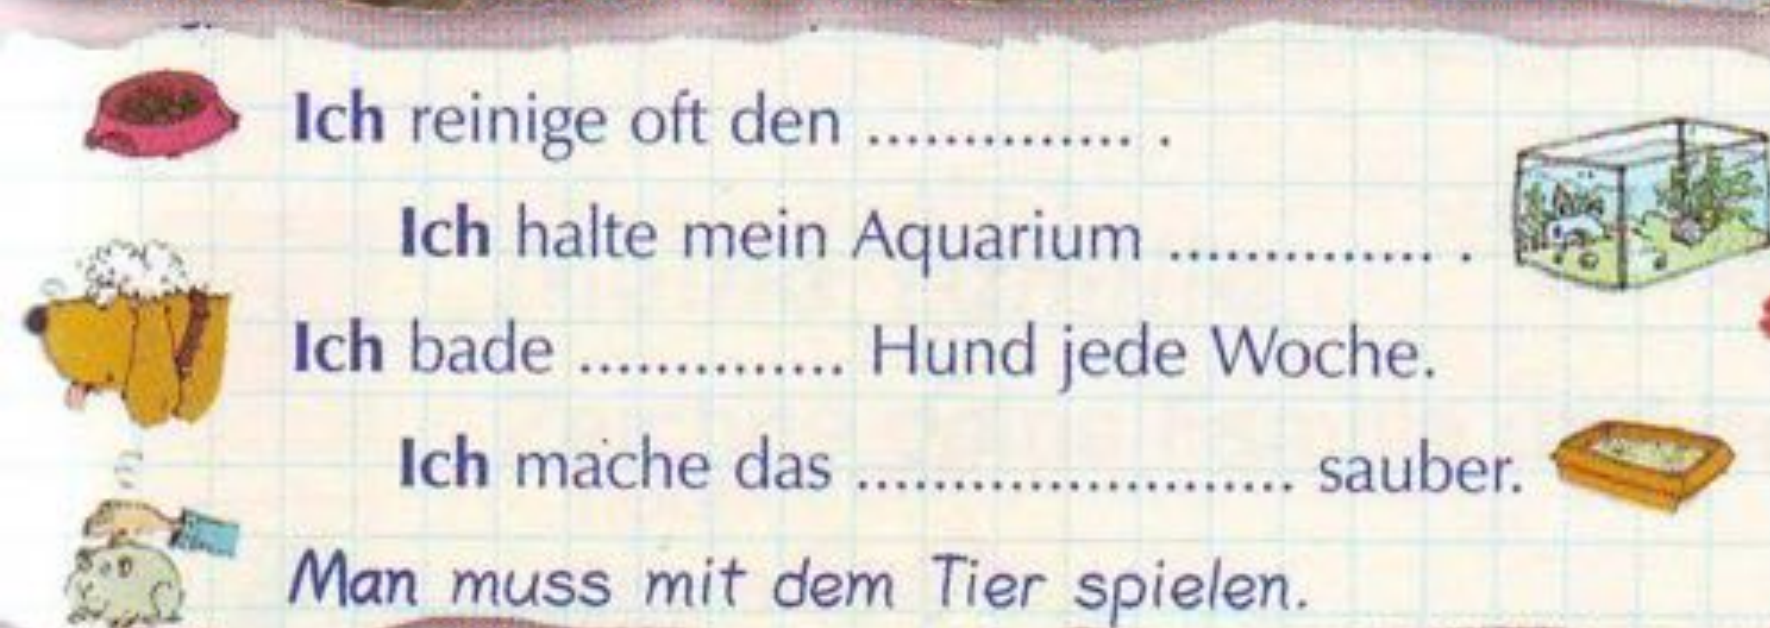 Ich reinige oft den .............. .
Ich halte mein Aquarium .............. .
Ich bade .............. Hund jede Woche.
Ich mache das ....................... sauber.
Man muss mit dem Tier spielen.